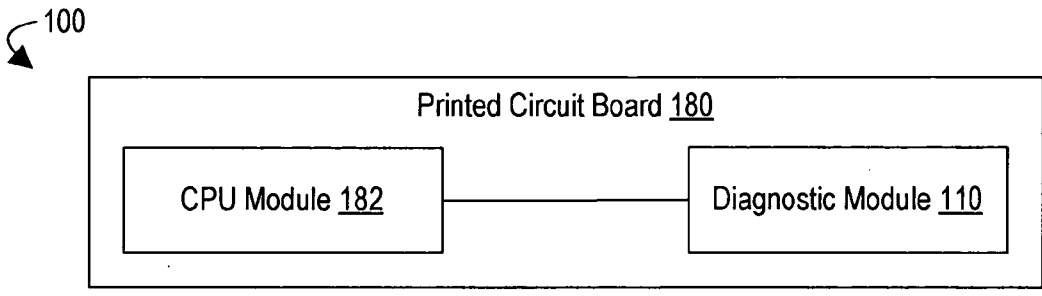 100
Printed Circuit Board 180
CPU Module 182
Diagnostic Module 110